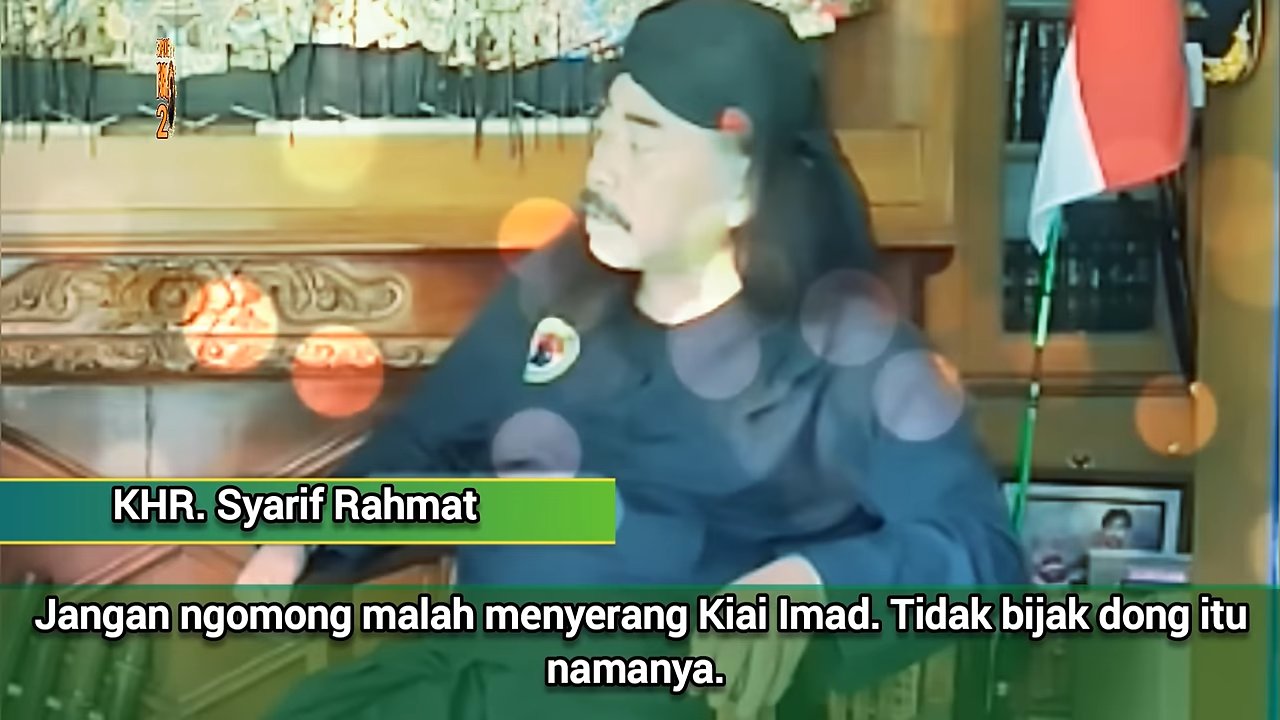 KHR. Syarif Rahmat
Jangan ngomong malah menyerang Kiai Imad. Tidak bijak dong itu
namanya.